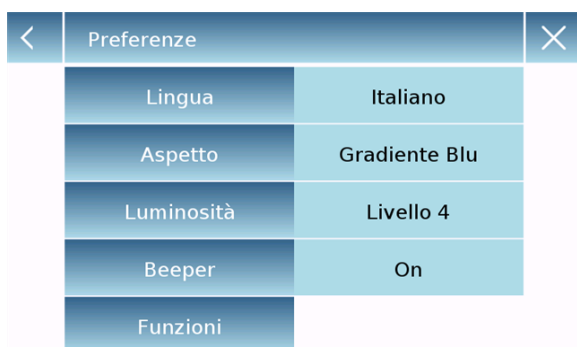 Preferenze
Lingua Italiano
Aspetto Gradiente Blu
Luminosità Livello 4
Beeper On
Funzioni